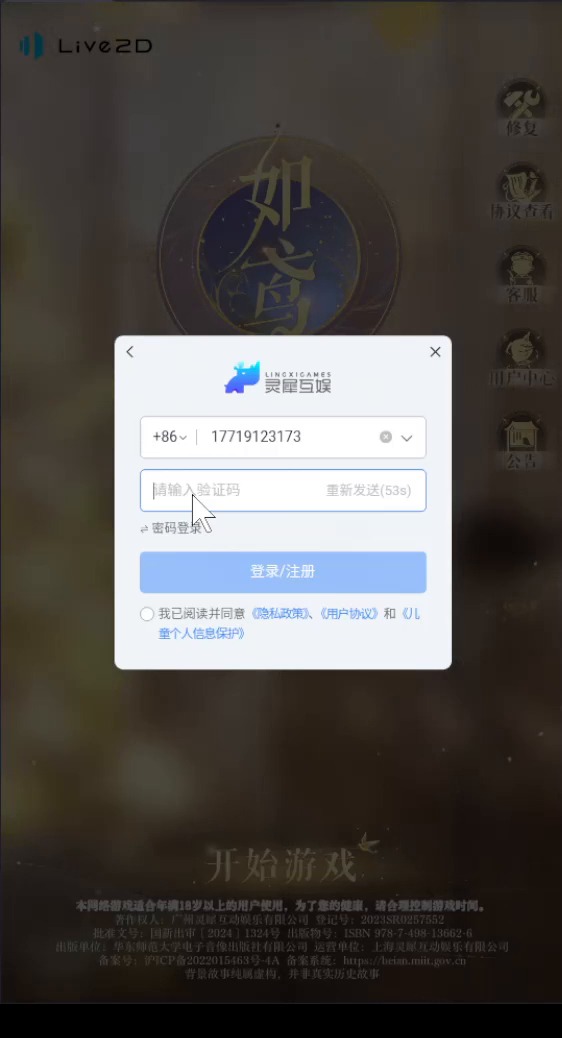 Live2D
修复
如鸢
协议查看
客服
LINGXIGAMES
灵犀互娱
用户中心
+86
17719123173
公告
请输入验证码
重新发送(53s)
⇌ 密码登录
登录/注册
我已阅读并同意《隐私政策》、《用户协议》和《儿
童个人信息保护》
开始游戏
本网络游戏适合年满18岁以上的用户使用，为了您的健康，请合理控制游戏时间。
著作权人：广州灵犀互动娱乐有限公司 登记号：2023SR0257552
批准文号：国新出审［2024］1324号 出版物号：ISBN 978-7-498-13662-6
出版单位：华东师范大学电子音像出版社有限公司 运营单位：上海灵犀互动娱乐有限公司
备案号：沪ICP备2022015463号-4A 备案系统：https://beian.miit.gov.cn
背景故事纯属虚构，并非真实历史故事